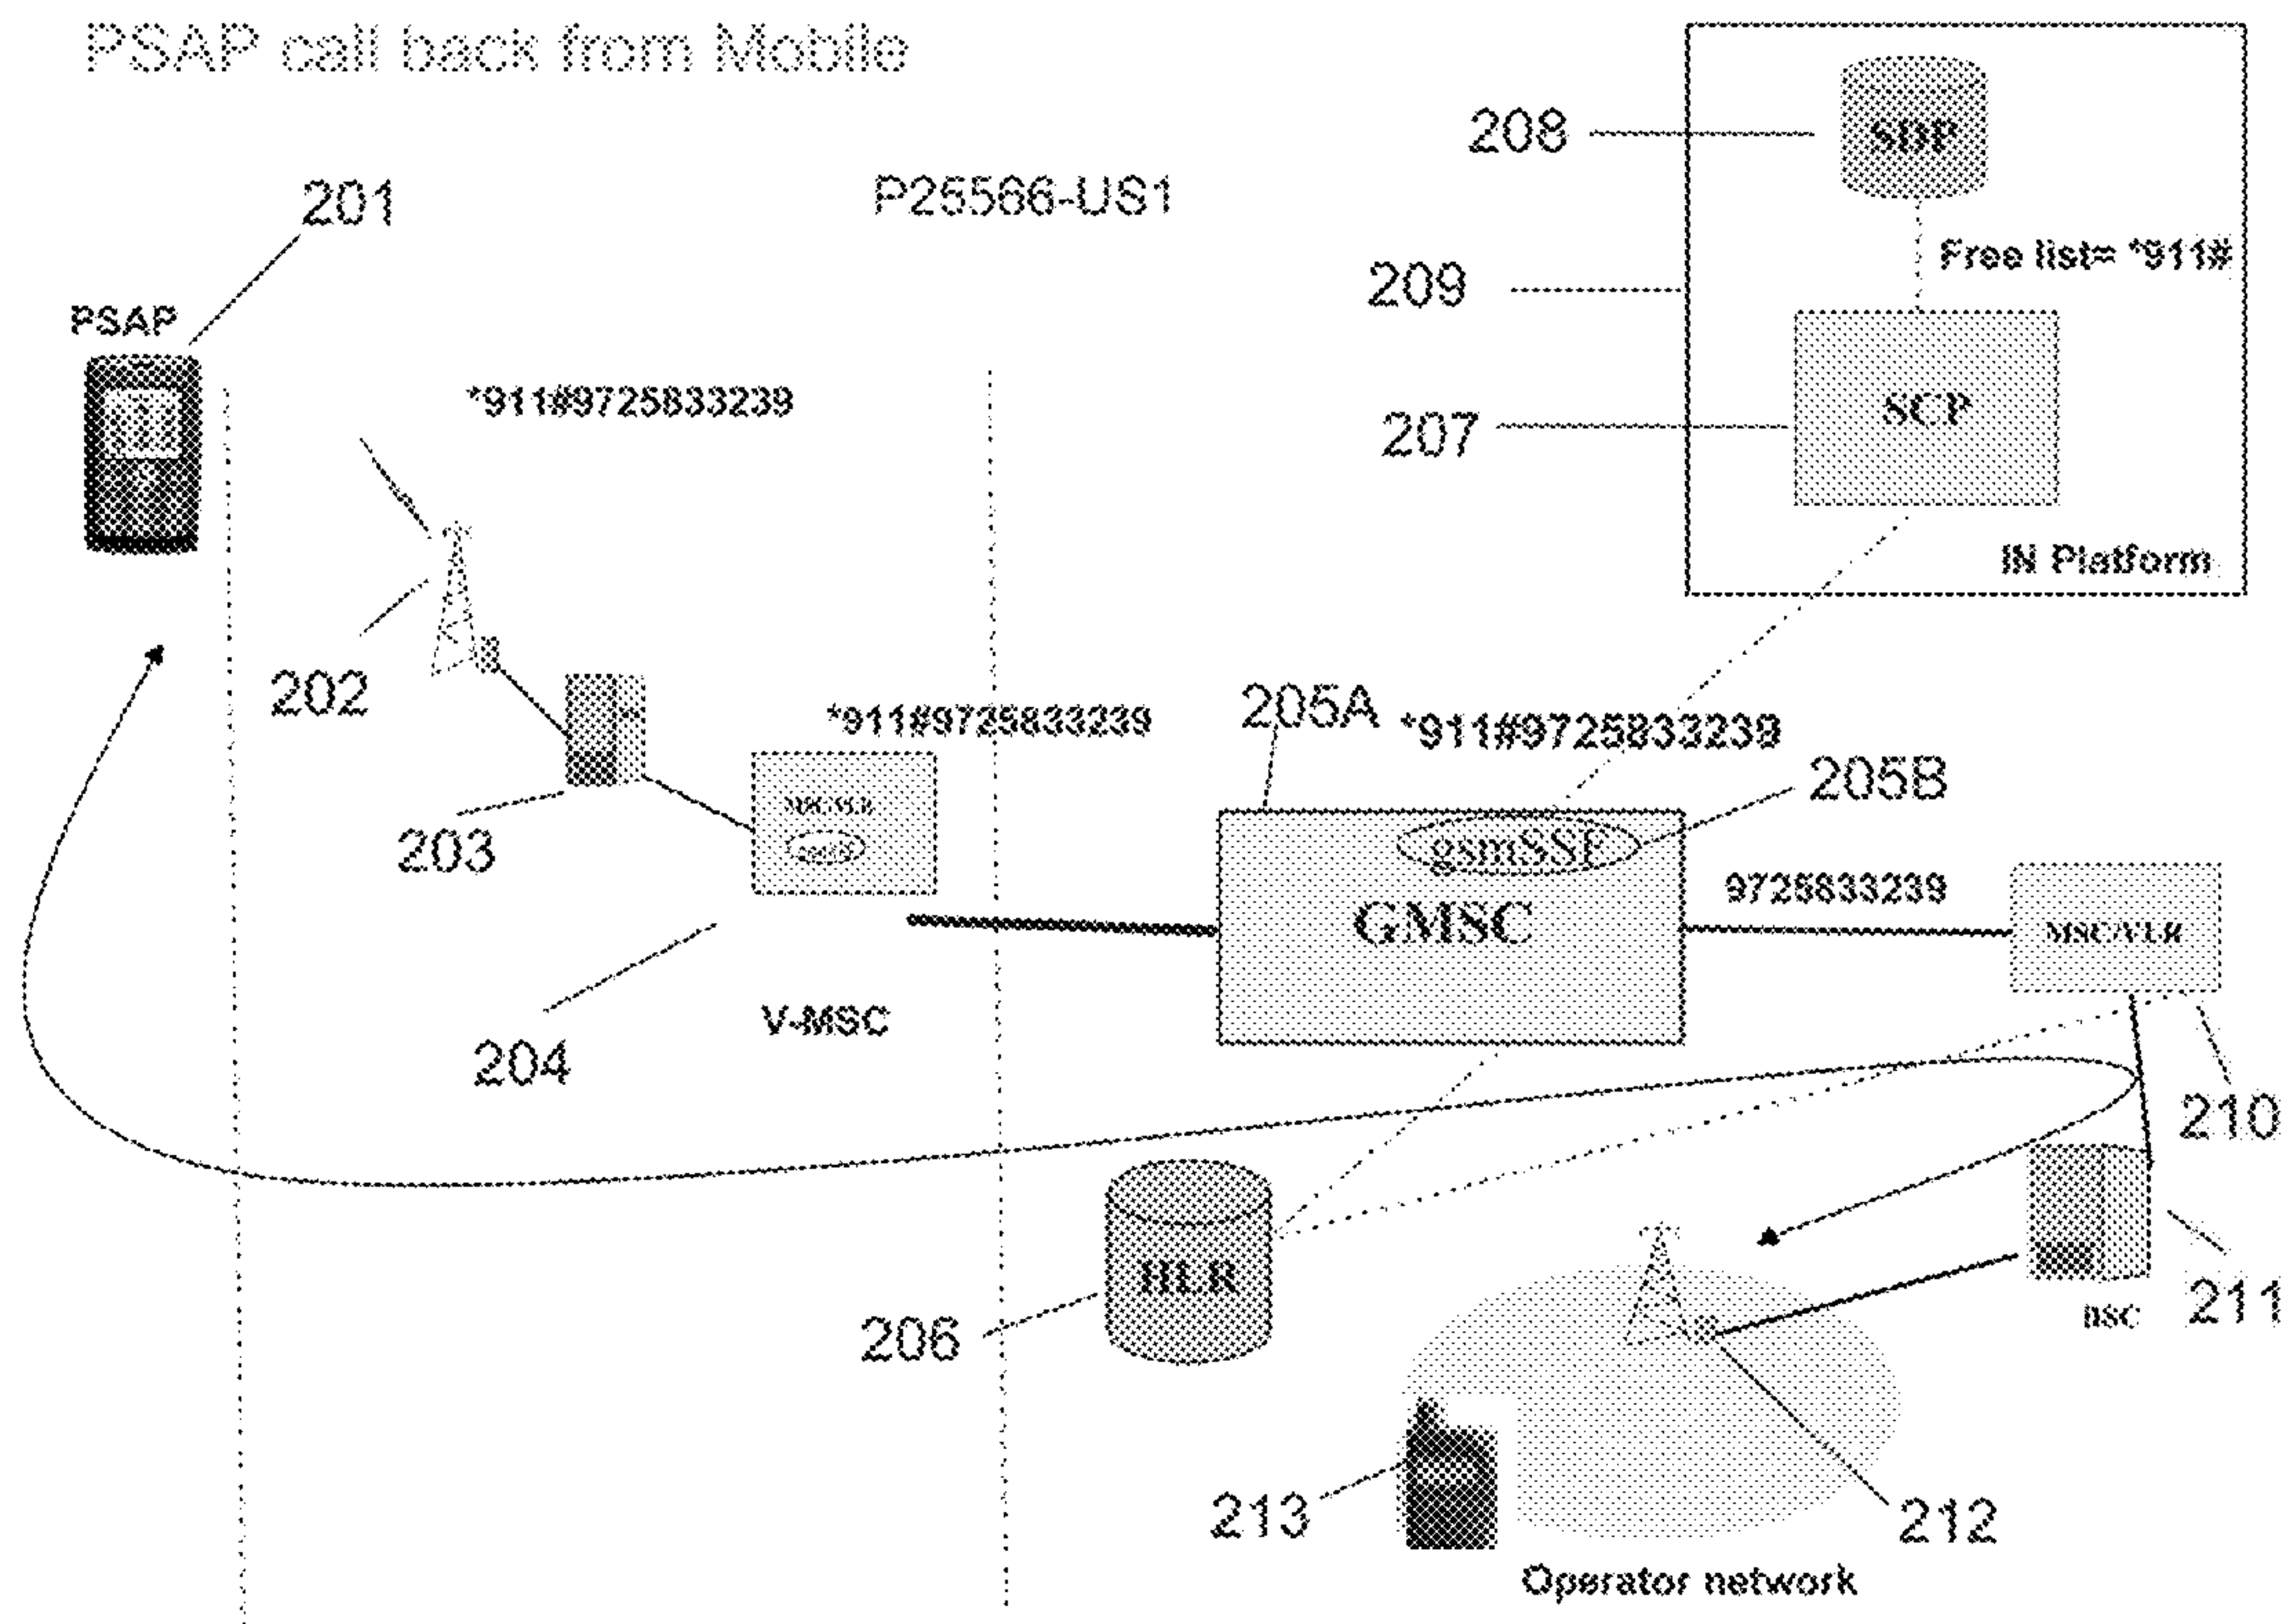 PSAP call back from Mobile
SDP
208
201
P25566-US1
Free list= *911#
209
PSAP
*911#9725833239
SCP
207
IN Platform
202
*911#9725833239
205A
*911#9725833239
205B
MSC/VLR
203
gsmSSF
9725833239
GMSC
MSC/VLR
V-MSC
204
210
HLR
206
BSC
211
213
212
Operator network